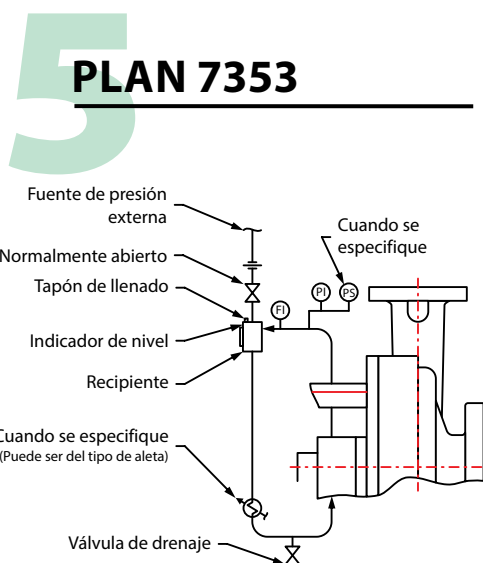 5
PLAN 7353
Fuente de presión
externa
Cuando se
especifique
Normalmente abierto
Tapón de llenado
PI
PS
FI
Indicador de nivel
Recipiente
Cuando se especifique
(Puede ser del tipo de aleta)
Válvula de drenaje